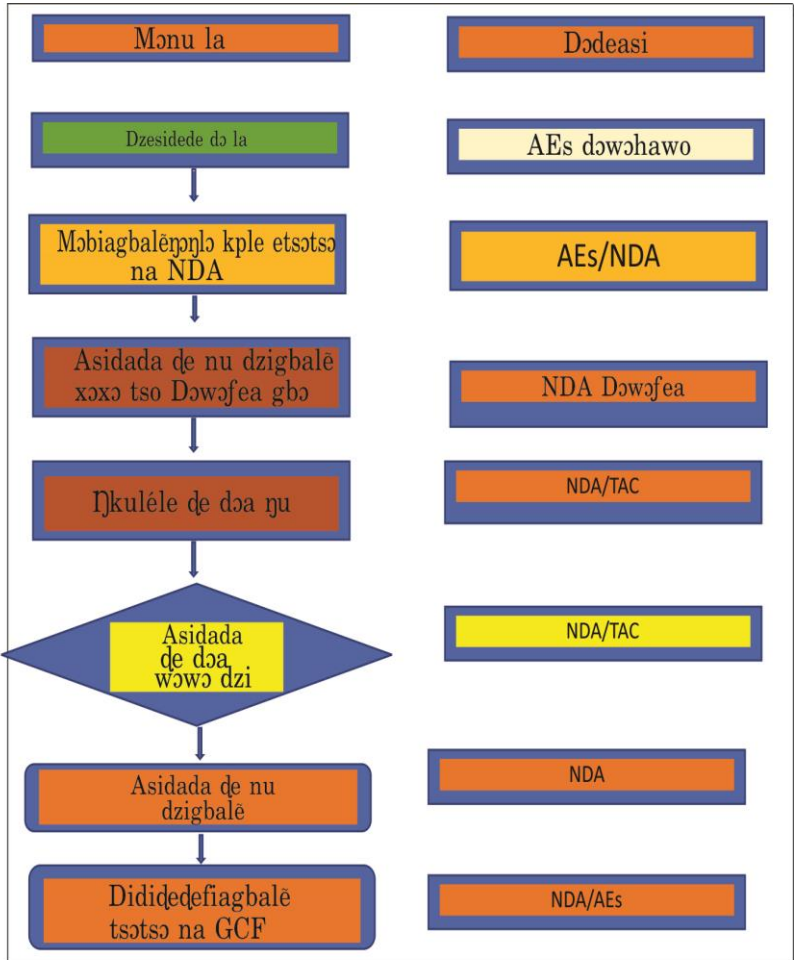 Mɔnu la
Dɔdeasi
Dzesidede dɔ la
AEs dɔwɔhawo
Mɔbiagbalẽŋɔŋlɔ kple etsɔtsɔ
na NDA
AEs/NDA
Asidada ɖe nu dzigbalẽ
xɔxɔ tso Dɔwɔƒea gbɔ
NDA Dɔwɔƒea
Ŋkuléle ɖe dɔa ŋu
NDA/TAC
Asidada
ɖe dɔa
wɔwɔ dzi
NDA/TAC
Asidada ɖe nu
dzigbalẽ
NDA
Didiɖeɖefiagbalẽ
tsɔtsɔ na GCF
NDA/AEs